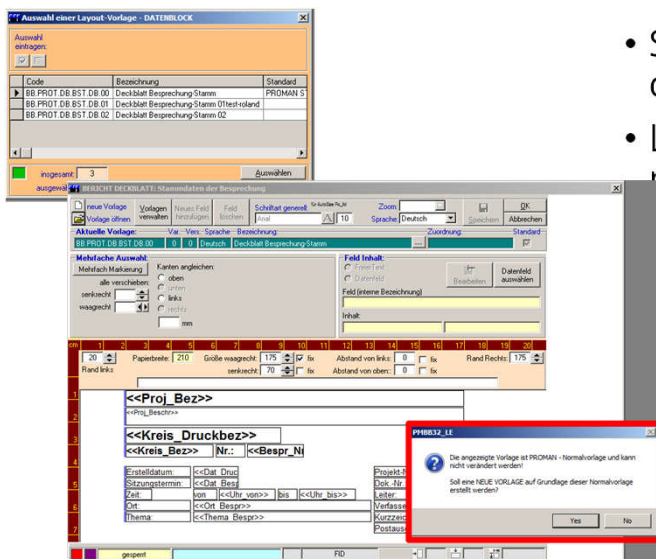 Auswahl einer Layout-Vorlage - DATENBLOCK
Auswahl
eintragen:
Code Bezeichnung Standard
BB.PROT.DB.BST.DB.00 Deckblatt Besprechung-Stamm PROMAN ST
BB.PROT.DB.BST.DB.01 Deckblatt Besprechung-Stamm 01test-roland
BB.PROT.DB.BST.DB.02 Deckblatt Besprechung-Stamm 02
insgesamt: 3
ausgewäh
Auswählen
BERICHT DECKBLATT: Stammdaten der Besprechung
neue Vorlage
Vorlage öffnen
Vorlagen
verwalten
Neues Feld
hinzufügen
Feld
löschen
Schriftart generell:
Arial 10
Zoom:
Sprache: Deutsch
Speichern
OK
Abbrechen
Aktuelle Vorlage: Var. Vers. Sprache Bezeichnung: Zuordnung: Standard
BB.PROT.DB.BST.DB.00 0 0 Deutsch Deckblatt Besprechung-Stamm ...
Mehrfache Auswahl:
Mehrfach Markierung
alle verschieben:
senkrecht
waagrecht
Kanten angleichen:
oben
unten
links
rechts
mm
Feld Inhalt:
Freier Text
Datenfeld
Bearbeiten
Datenfeld
auswählen
Feld (interne Bezeichnung)
Inhalt:
cm 1 2 3 4 5 6 7 8 9 10 11 12 13 14 15 16 17 18 19 20
20 Papierbreite: 210 Größe waagrecht: 175 fix Abstand von links: 0 fix Rand Rechts: 175
Rand links senkrecht: 70 fix Abstand von oben: 0 fix
1 <<Proj_Bez>>
2 <<Proj_Beschr>>
3 <<Kreis_Druckbez>>
4 <<Kreis_Bez>> Nr.: <<Bespr_N
Erstelldatum: <<Dat_Druc Projekt-N
5 Sitzungstermin: <<Dat_Besp Dok.-Nr.
Zeit: von <<Uhr_von>> bis <<Uhr_bis>> Leiter:
6 Ort: <<Ort_Bespr>> Verfasse
Thema: <<Thema_Bespr>> Kurzzeic
7 Postause
gesperrt FID
PM8832_LE
Die angezeigte Vorlage ist PROMAN - Normalvorlage und kann
nicht verändert werden!
Soll eine NEUE VORLAGE auf Grundlage dieser Normalvorlage
erstellt werden?
Yes No